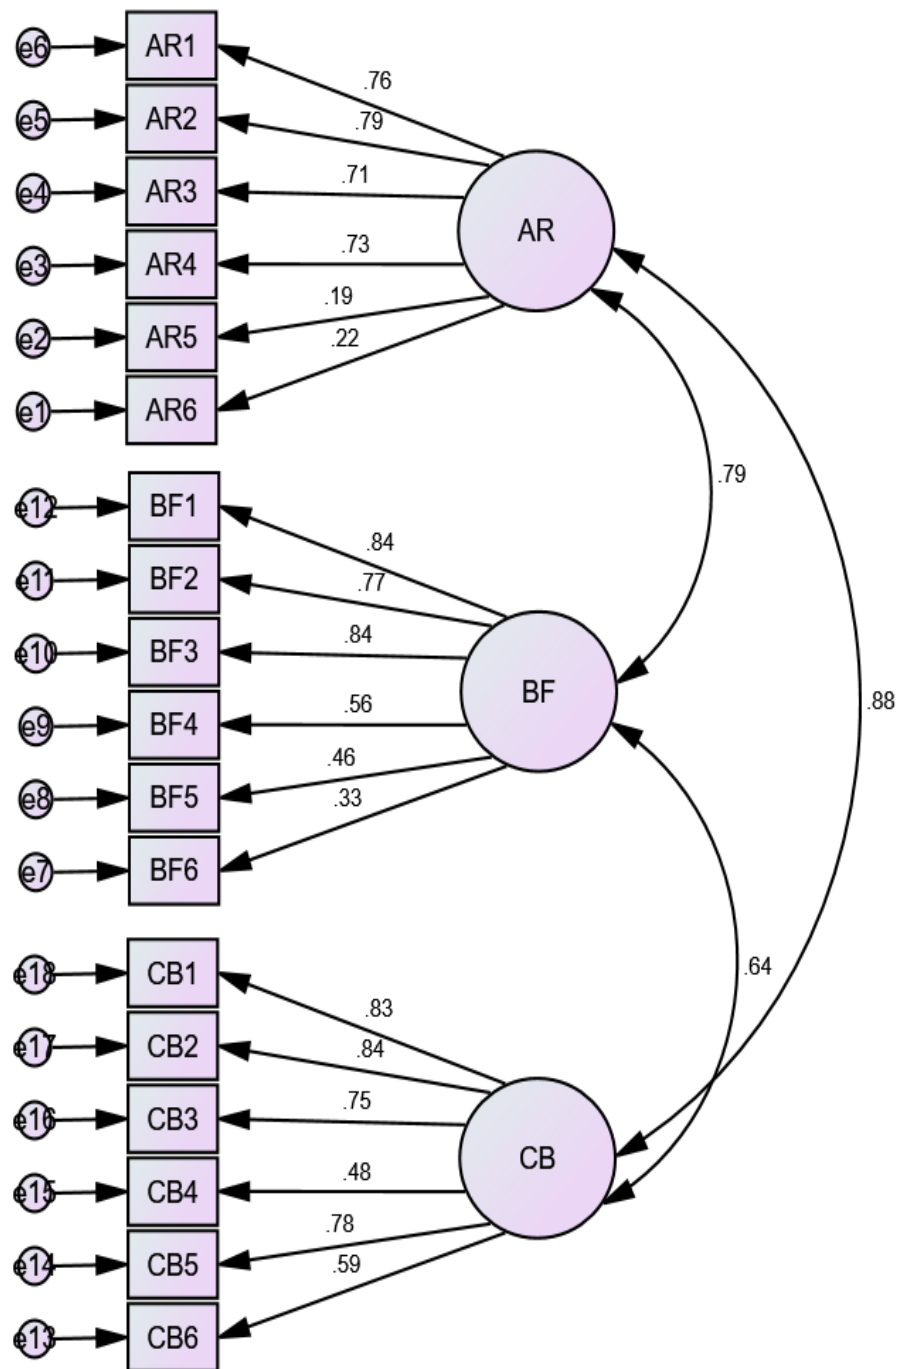 e6
AR1
.76
e5
AR2
.79
e4
AR3
.71
AR
e3
AR4
.73
e2
AR5
.19
e1
AR6
.22
.79
e12
BF1
.84
e11
BF2
.77
e10
BF3
.84
BF
e9
BF4
.56
.88
e8
BF5
.46
e7
BF6
.33
.64
e18
CB1
.83
e17
CB2
.84
e16
CB3
.75
CB
e15
CB4
.48
e14
CB5
.78
e13
CB6
.59